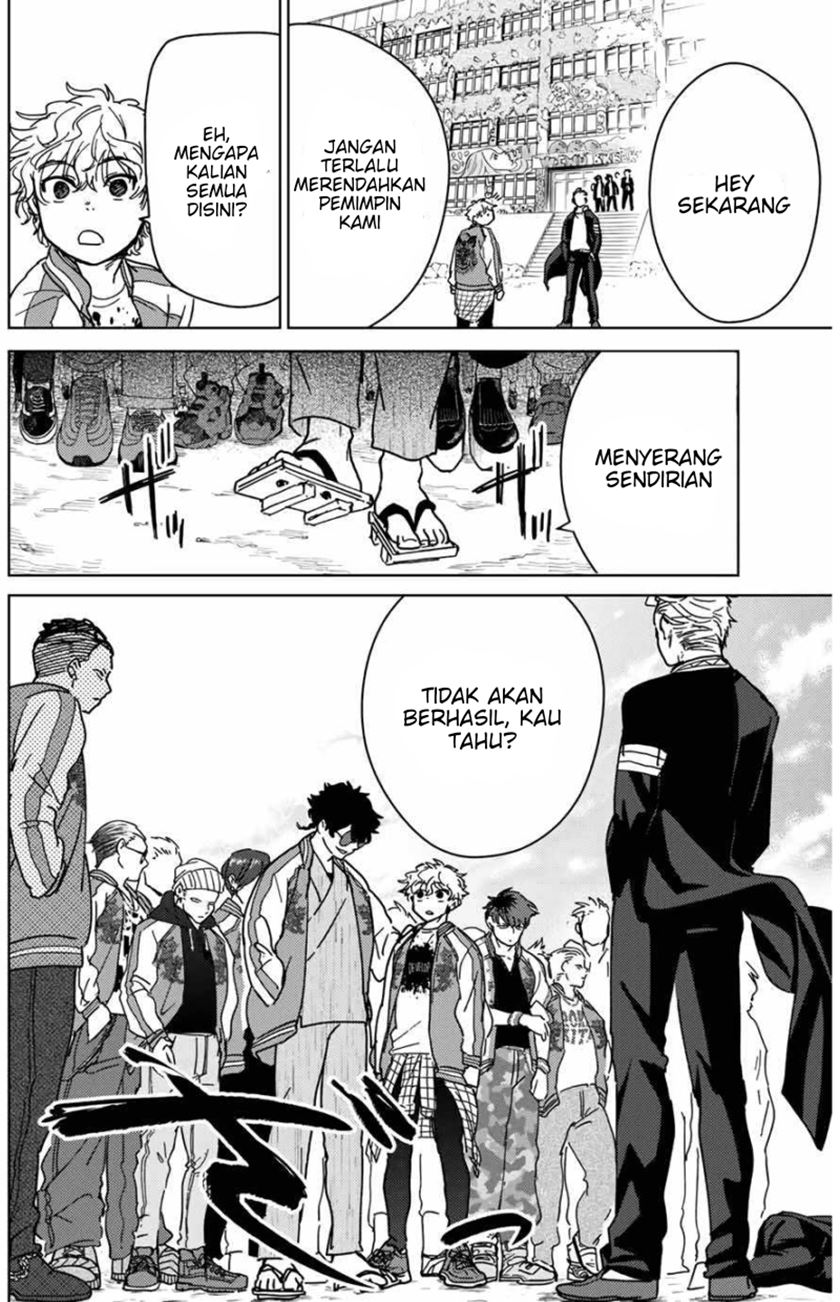 HEY
SEKARANG
JANGAN
TERLALU
MERENDAHKAN
PEMIMPIN
KAMI
EH,
MENGAPA
KALIAN
SEMUA
DISINI?
MENYERANG
SENDIRIAN
TIDAK AKAN
BERHASIL, KAU
TAHU?